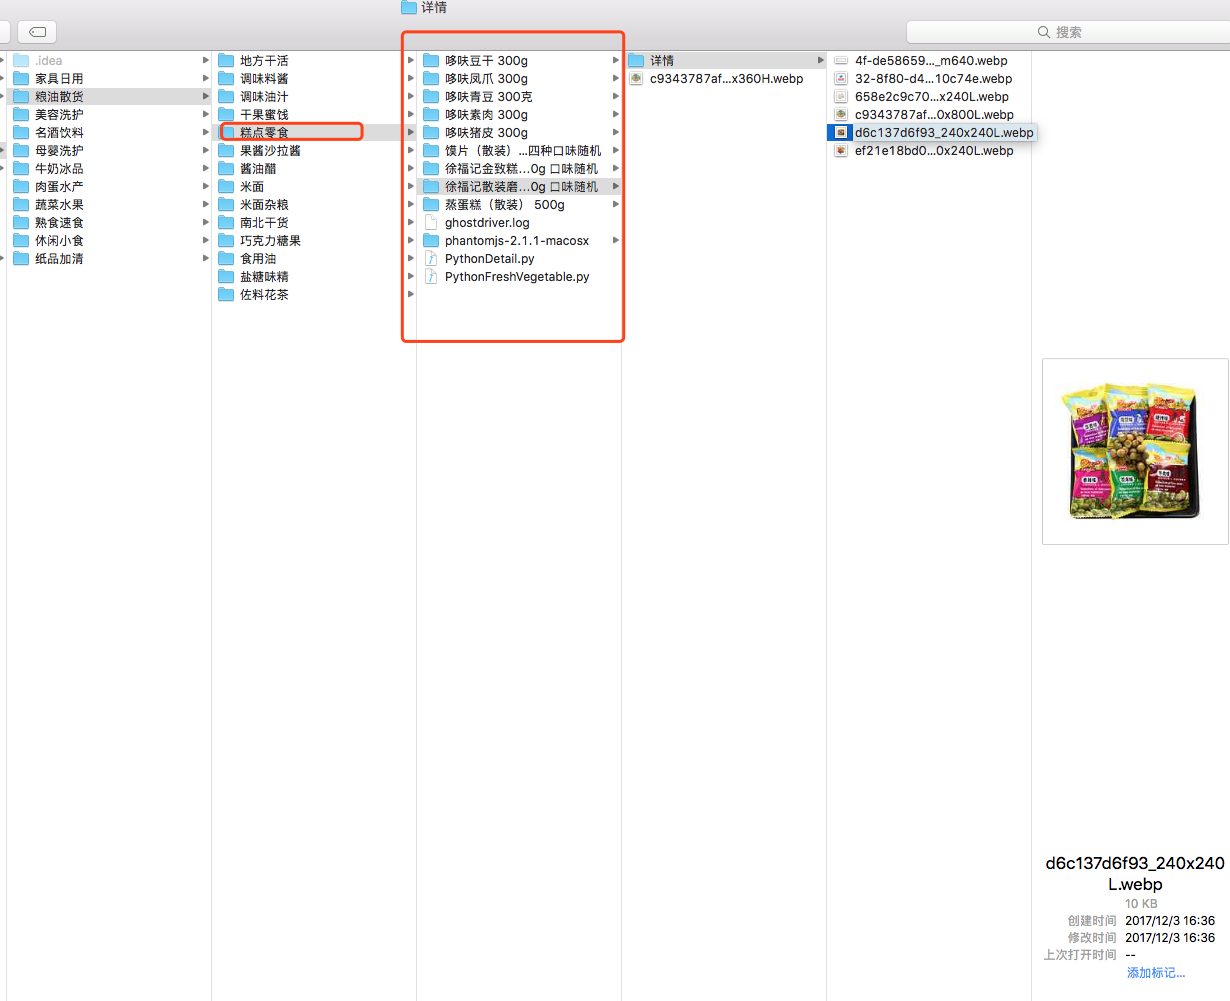 详情
搜索
.idea
家具日用
粮油散货
美容洗护
名酒饮料
母婴洗护
牛奶冰品
肉蛋水产
蔬菜水果
熟食速食
休闲小食
纸品加清
地方干活
调味料酱
调味油汁
干果蜜饯
糕点零食
果酱沙拉酱
酱油醋
米面
米面杂粮
南北干货
巧克力糖果
食用油
盐糖味精
佐料花茶
哆呋豆干 300g
哆呋凤爪 300g
哆呋青豆 300克
哆呋素肉 300g
哆呋猪皮 300g
馍片（散装）...四种口味随机
徐福记金致糕...0g 口味随机
徐福记散装磨...0g 口味随机
蒸蛋糕（散装） 500g
ghostdriver.log
phantomjs-2.1.1-macosx
PythonDetail.py
PythonFreshVegetable.py
详情
c9343787af...x360H.webp
4f-de58659..._m640.webp
32-8f80-d4...10c74e.webp
658e2c9c70...x240L.webp
c9343787af...0x800L.webp
d6c137d6f93_240x240L.webp
ef21e18bd0...0x240L.webp
d6c137d6f93_240x240
L.webp
10 KB
创建时间 2017/12/3 16:36
修改时间 2017/12/3 16:36
上次打开时间 --
添加标记...